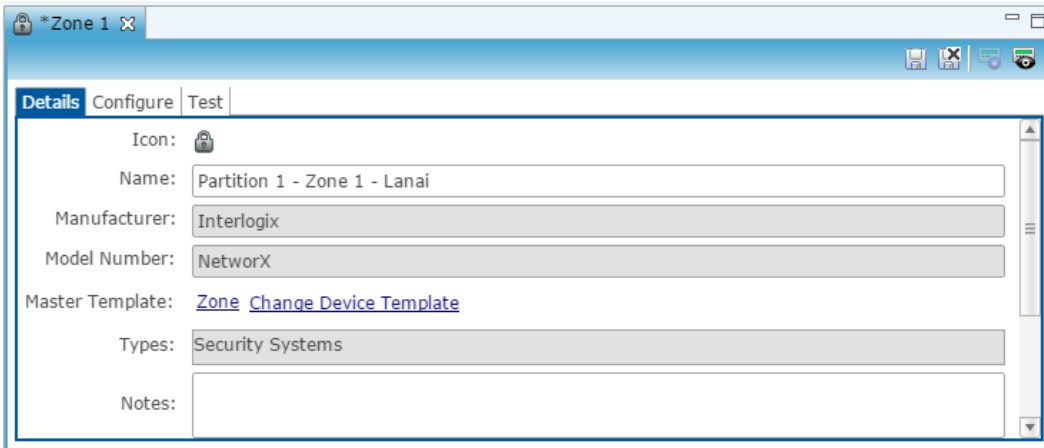 *Zone 1
Details Configure Test
Icon:
Name: Partition 1 - Zone 1 - Lanai
Manufacturer: Interlogix
Model Number: NetworX
Master Template: Zone Change Device Template
Types: Security Systems
Notes: